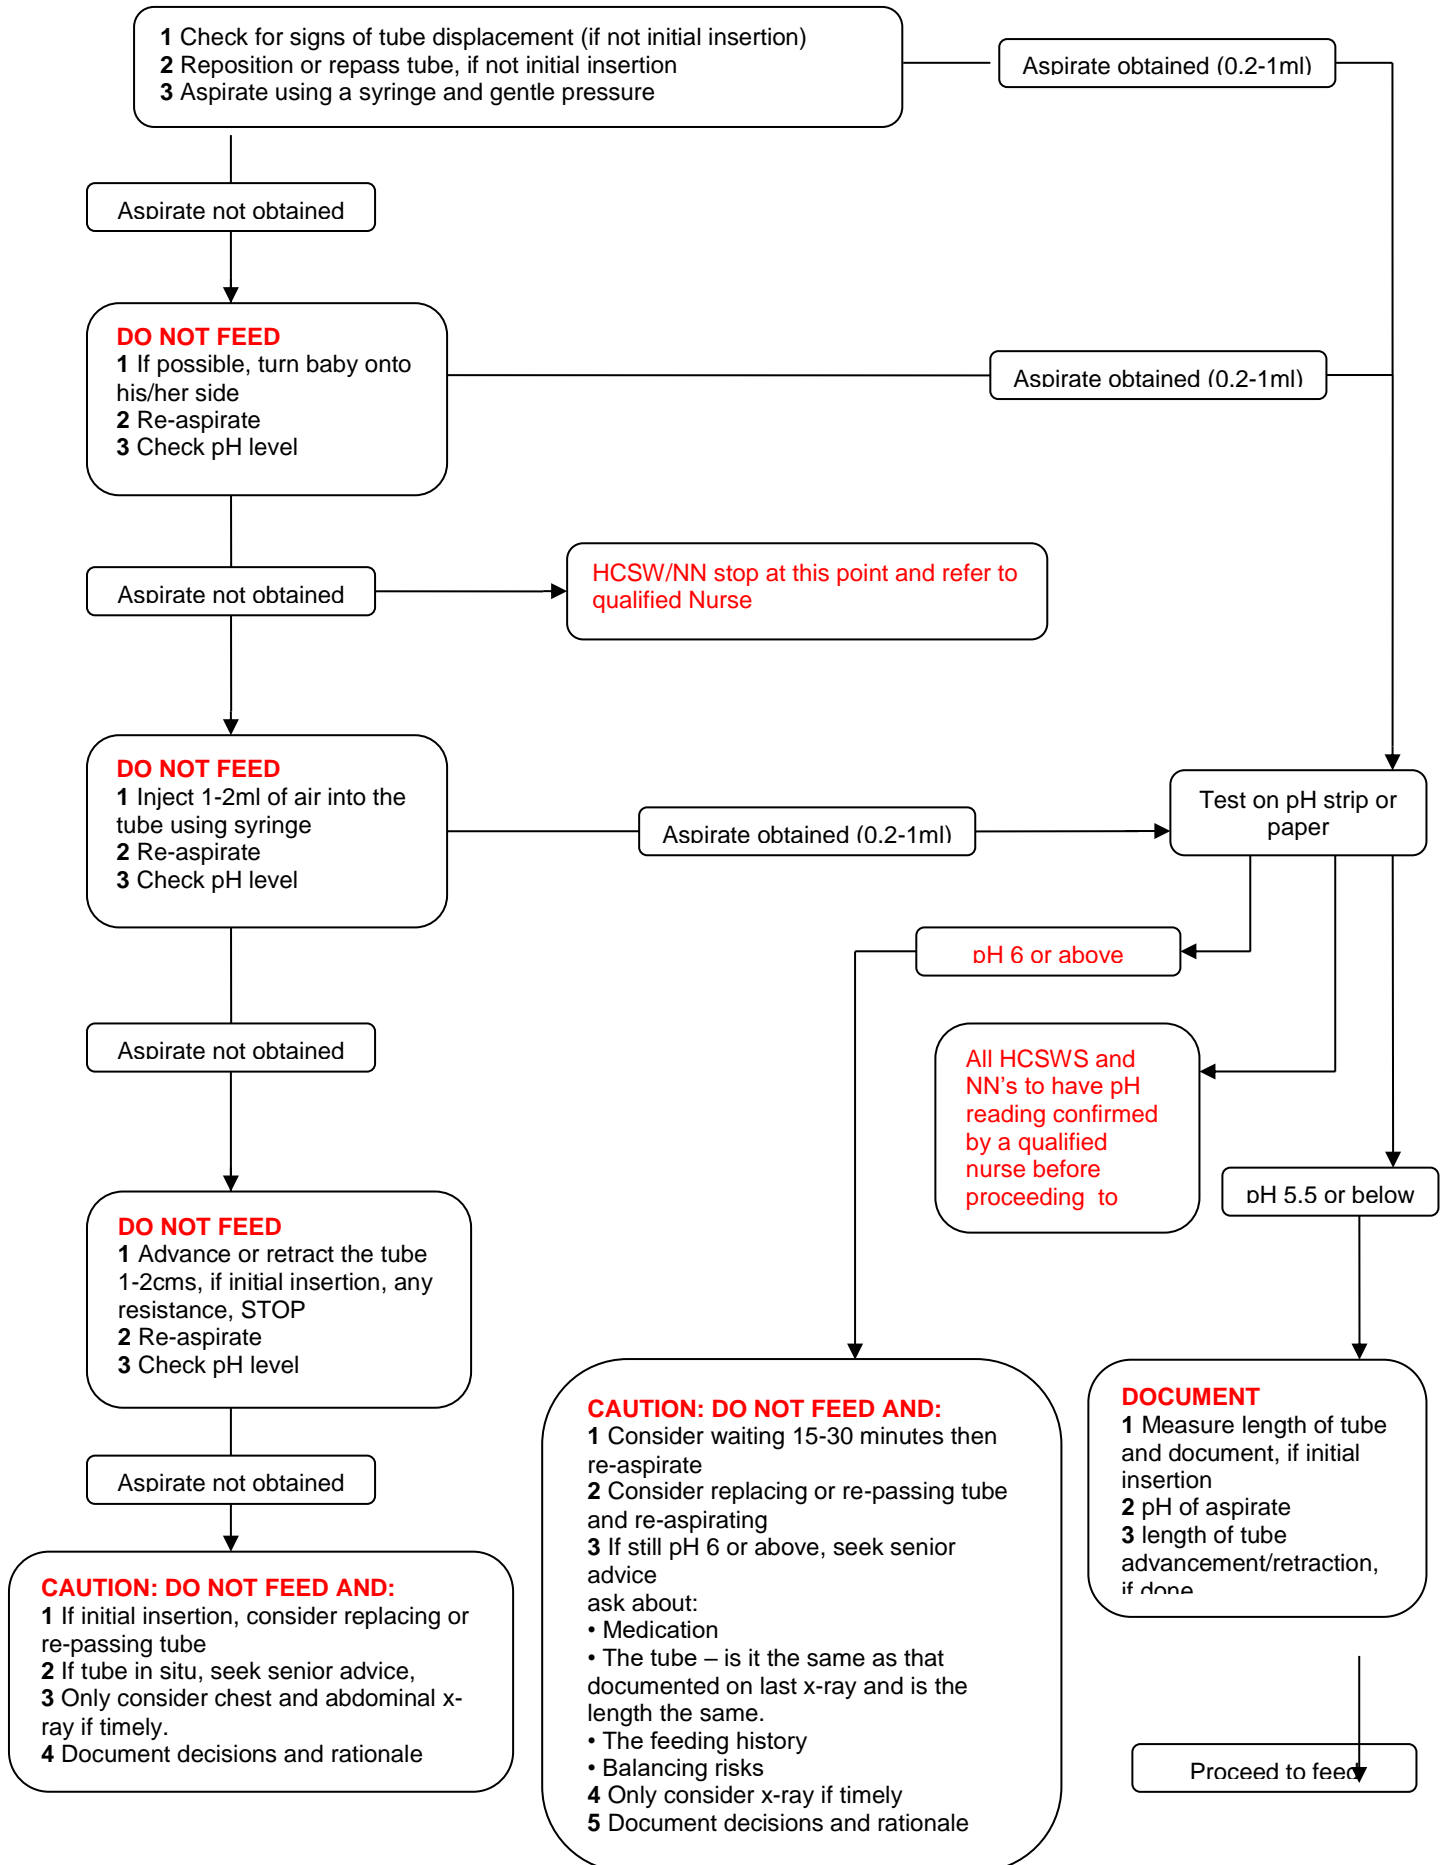 1 Check for signs of tube displacement (if not initial insertion)
2 Reposition or repass tube, if not initial insertion
3 Aspirate using a syringe and gentle pressure
Aspirate obtained (0.2-1ml)
Aspirate not obtained
DO NOT FEED
1 If possible, turn baby onto
his/her side
2 Re-aspirate
3 Check pH level
Aspirate obtained (0.2-1ml)
Aspirate not obtained
HCSW/NN stop at this point and refer to
qualified Nurse
DO NOT FEED
1 Inject 1-2ml of air into the
tube using syringe
2 Re-aspirate
3 Check pH level
Aspirate obtained (0.2-1ml)
Test on pH strip or
paper
pH 6 or above
Aspirate not obtained
All HCSWS and
NN's to have pH
reading confirmed
by a qualified
nurse before
proceeding  to
pH 5.5 or below
DO NOT FEED
1 Advance or retract the tube
1-2cms, if initial insertion, any
resistance, STOP
2 Re-aspirate
3 Check pH level
Aspirate not obtained
CAUTION: DO NOT FEED AND:
1 If initial insertion, consider replacing or
re-passing tube
2 If tube in situ, seek senior advice,
3 Only consider chest and abdominal x-
ray if timely.
4 Document decisions and rationale
CAUTION: DO NOT FEED AND:
1 Consider waiting 15-30 minutes then
re-aspirate
2 Consider replacing or re-passing tube
and re-aspirating
3 If still pH 6 or above, seek senior
advice
ask about:
• Medication
• The tube – is it the same as that
documented on last x-ray and is the
length the same.
• The feeding history
• Balancing risks
4 Only consider x-ray if timely
5 Document decisions and rationale
DOCUMENT
1 Measure length of tube
and document, if initial
insertion
2 pH of aspirate
3 length of tube
advancement/retraction,
if done
Proceed to feed